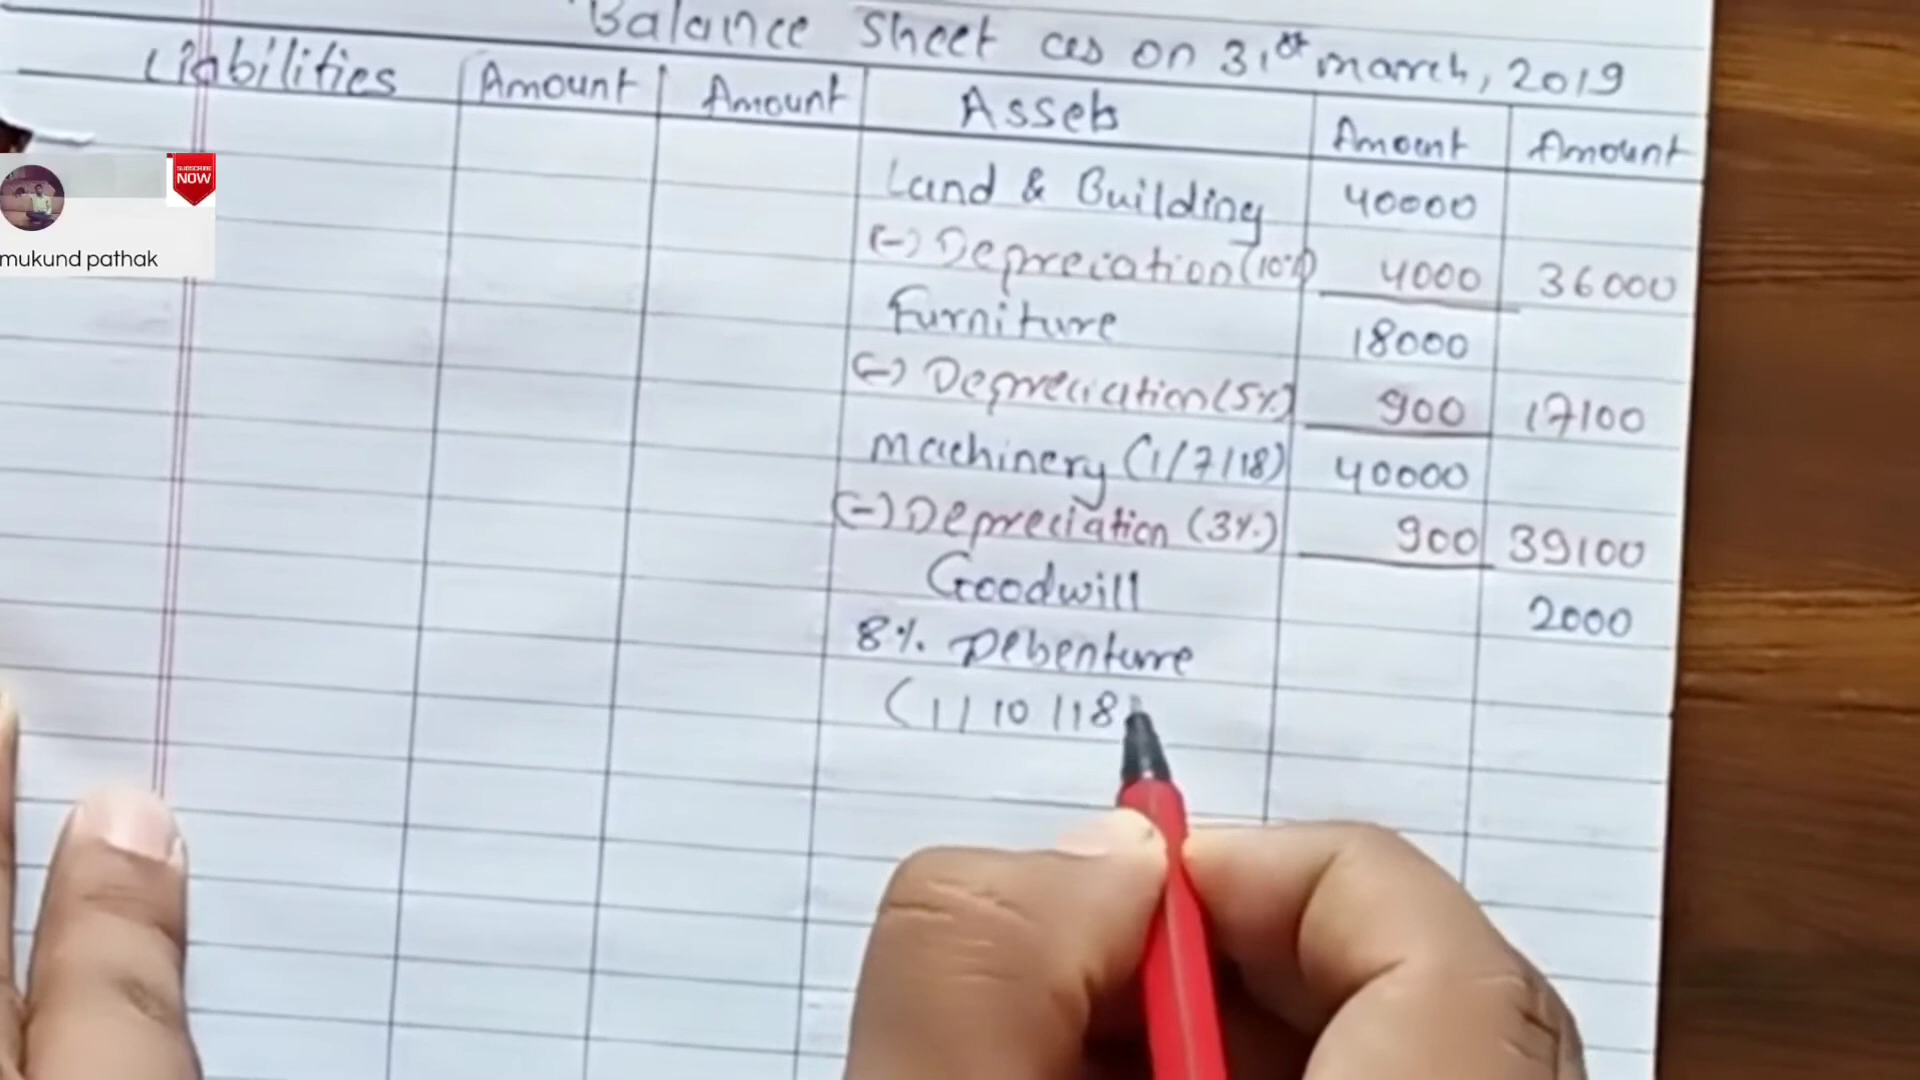 Balance Sheet as on 31st march, 2019
Liabilities Amount Amount Assets Amount Amount
Land & Building 40000
(-) Depreciation (10%) 4000 36000
Furniture 18000
(-) Depreciation (5%) 900 17100
Machinery (1/7/18) 40000
(-) Depreciation (3%) 900 39100
Goodwill 2000
8% Debenture
(1/10/18)
SUBSCRIBE
NOW
mukund pathak